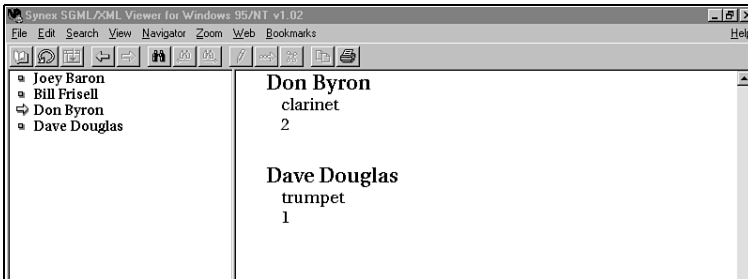 Synex SGML/XML Viewer for Windows 95/NT v1.02
File Edit Search View Navigator Zoom Web Bookmarks Help
Joey Baron
Bill Frisell
Don Byron
Dave Douglas
Don Byron
clarinet
2
Dave Douglas
trumpet
1